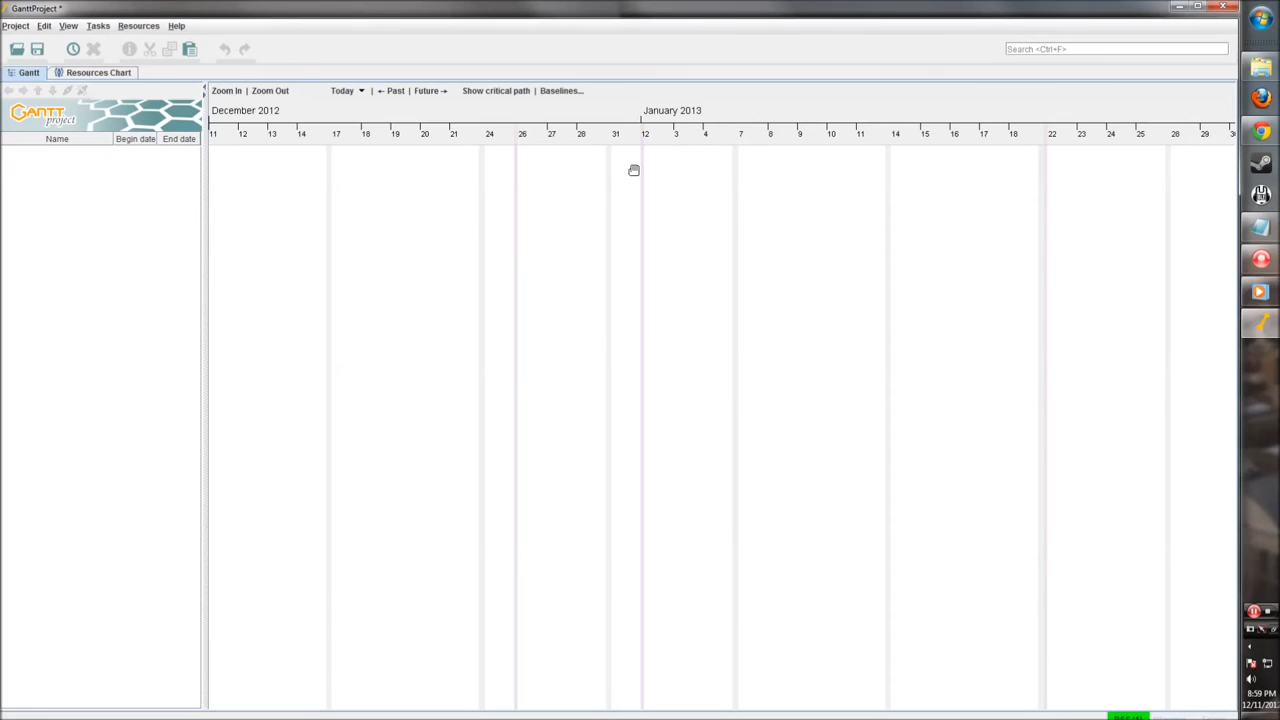 GanttProject *
Project Edit View Tasks Resources Help
Search <Ctrl+F>
Gantt Resources Chart
Zoom In | Zoom Out Today | ← Past | Future → Show critical path | Baselines...
GANTT project
December 2012 January 2013
11 12 13 14 17 18 19 20 21 24 26 27 28 31 12 3 4 7 8 9 10 11 14 15 16 17 18 22 23 24 25 28 29
Name Begin date End date
8:59 PM